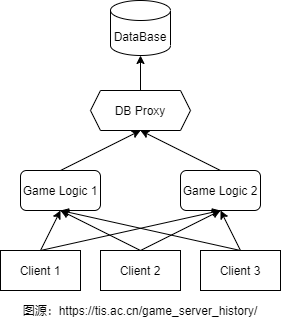 DataBase
DB Proxy
Game Logic 1
Game Logic 2
Client 1
Client 2
Client 3
图源：https://tis.ac.cn/game_server_history/